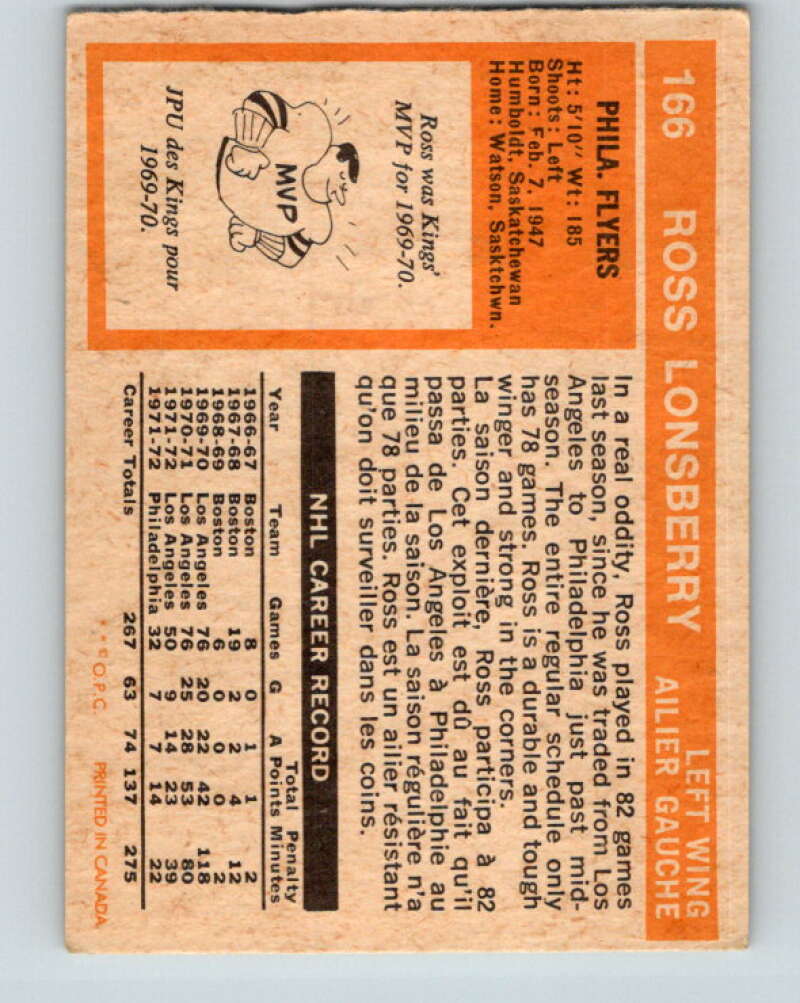 166 ROSS LONSBERRY LEFT WING
AILIER GAUCHE
PHILA. FLYERS
Ht: 5'10" Wt: 185
Shoots: Left
Born: Feb. 7, 1947
Humboldt, Saskatchewan
Home: Watson, Sasktchwn.
Ross was Kings'
MVP for 1969-70.
MVP
JPU des Kings pour
1969-70.
In a real oddity, Ross played in 82 games
last season, since he was traded from Los
Angeles to Philadelphia just past mid-
season. The entire regular schedule only
has 78 games. Ross is a durable and tough
winger and strong in the corners.
La saison dernière, Ross participa à 82
parties. Cet exploit est dû au fait qu'il
passa de Los Angeles à Philadelphie au
milieu de la saison. La saison régulière n'a
que 78 parties. Ross est un ailier résistant
qu'on doit surveiller dans les coins.
NHL CAREER RECORD
Total Penalty
Year Team Games G A Points Minutes
1966-67 Boston 8 0 1 1 2
1967-68 Boston 19 2 2 4 12
1968-69 Boston 6 0 0 0 2
1969-70 Los Angeles 76 20 22 42 118
1970-71 Los Angeles 76 25 28 53 80
1971-72 Los Angeles 50 9 14 23 39
1971-72 Philadelphia 32 7 7 14 22
Career Totals 267 63 74 137 275
* * © O.P.C. PRINTED IN CANADA